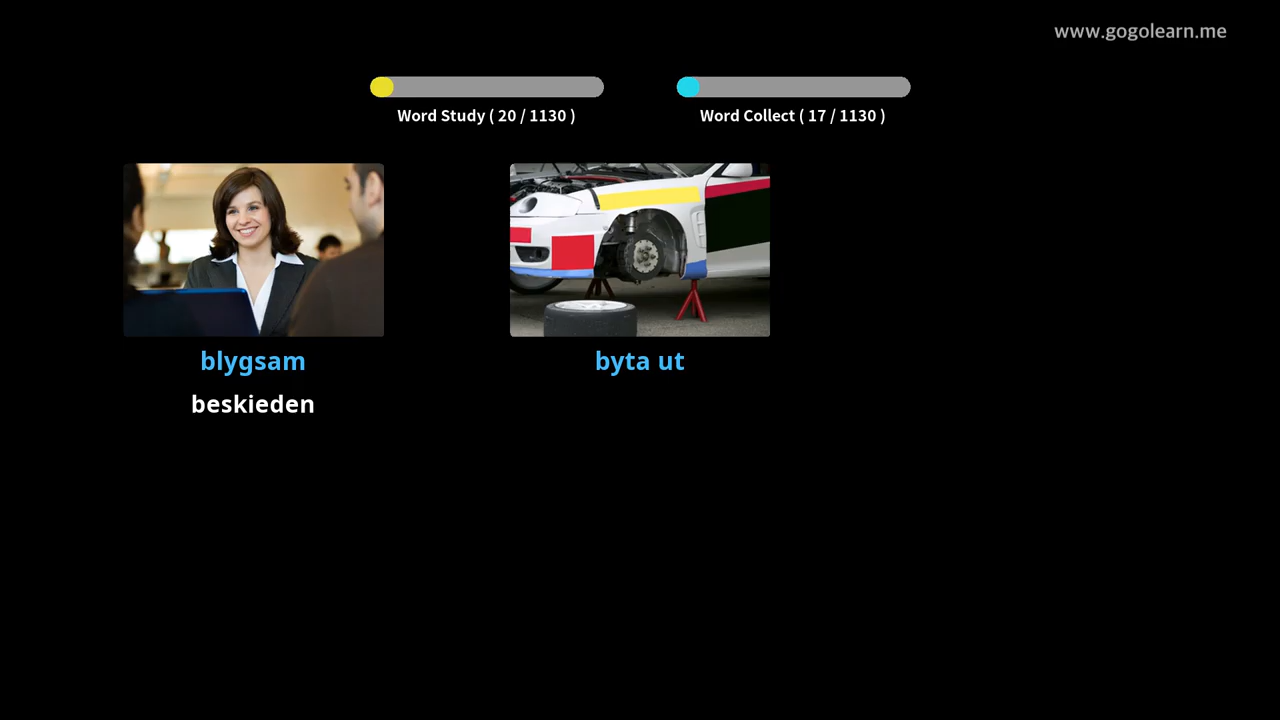 www.gogolearn.me
Word Study ( 20 / 1130 )
Word Collect ( 17 / 1130 )
blygsam
byta ut
beskieden